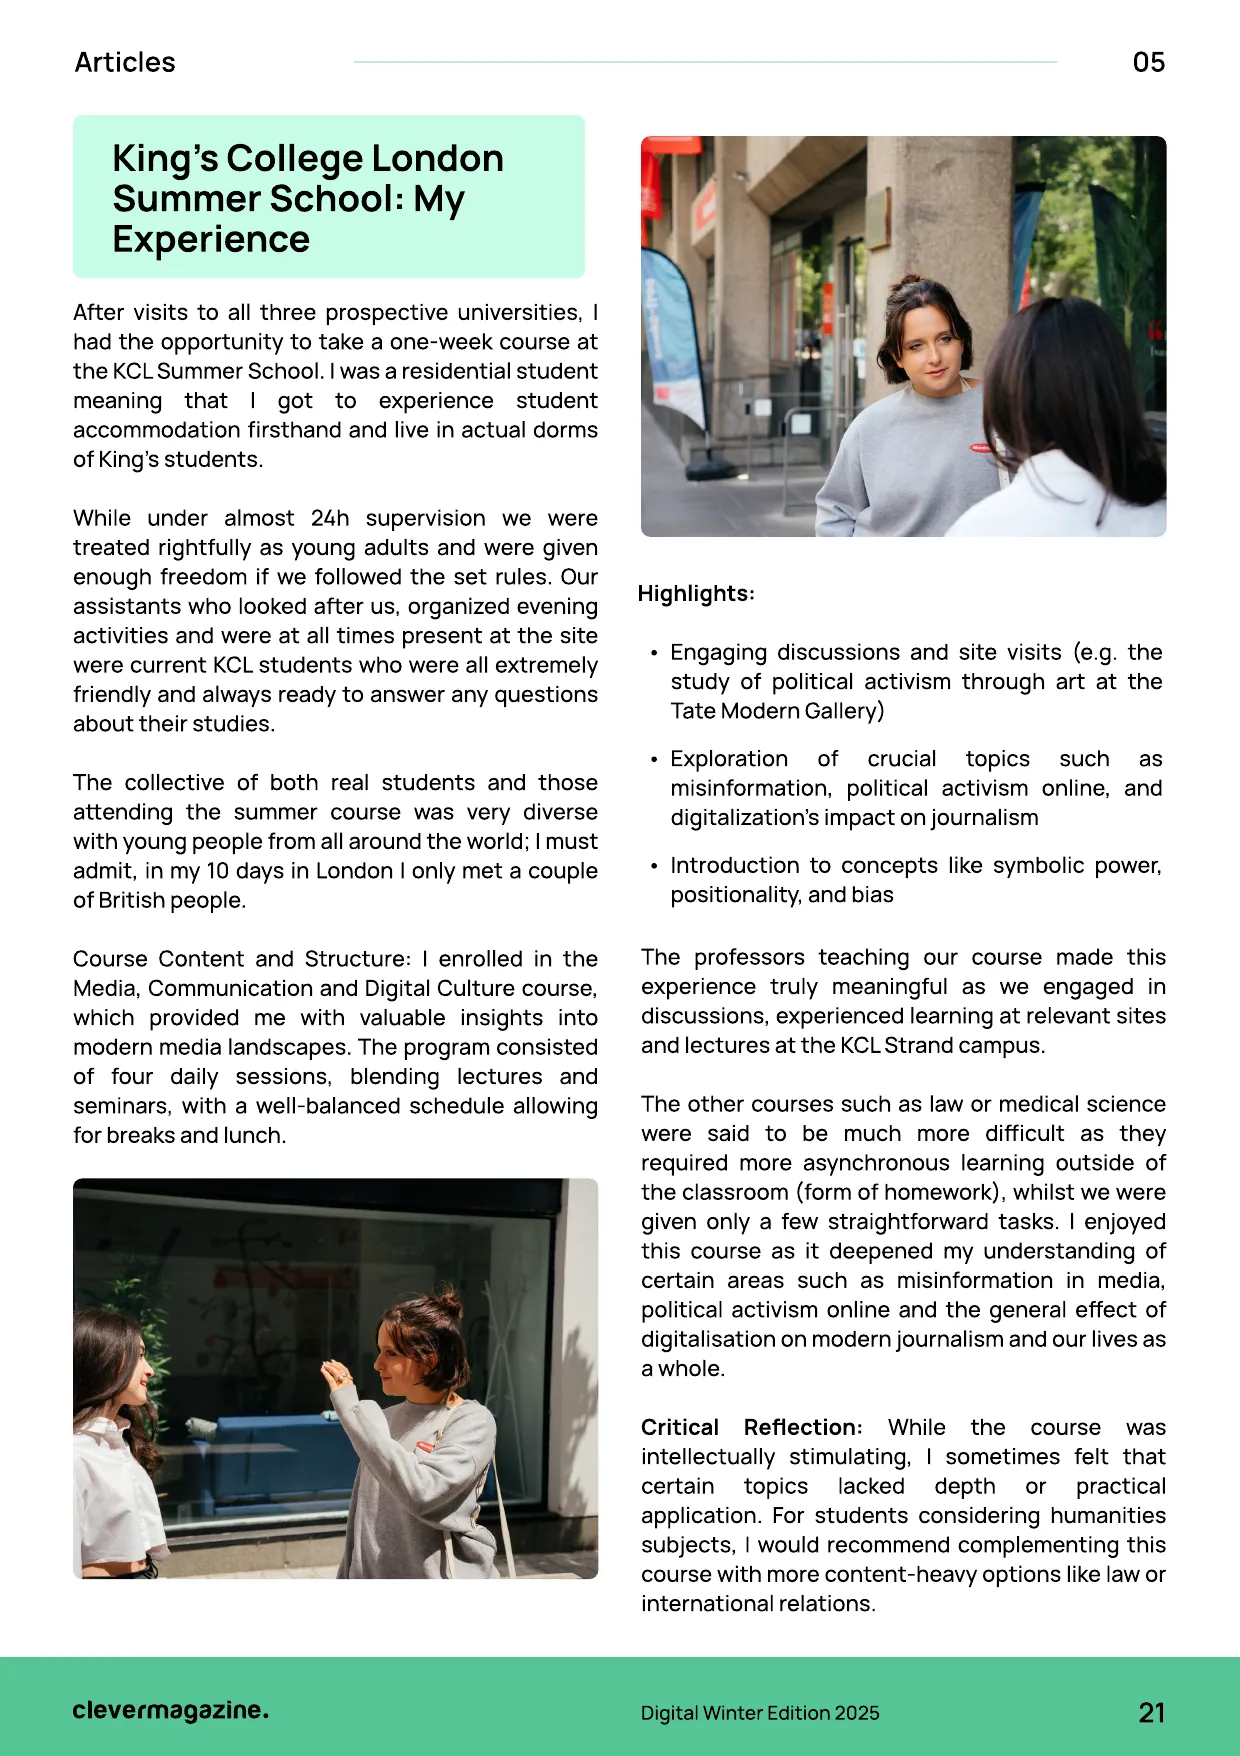 Articles
05
King's College London
Summer School: My
Experience
After visits to all three prospective universities, I
had the opportunity to take a one-week course at
the KCL Summer School. I was a residential student
meaning that I got to experience student
accommodation firsthand and live in actual dorms
of King's students.
While under almost 24h supervision we were
treated rightfully as young adults and were given
enough freedom if we followed the set rules. Our
assistants who looked after us, organized evening
activities and were at all times present at the site
were current KCL students who were all extremely
friendly and always ready to answer any questions
about their studies.
The collective of both real students and those
attending the summer course was very diverse
with young people from all around the world; I must
admit, in my 10 days in London I only met a couple
of British people.
Course Content and Structure: I enrolled in the
Media, Communication and Digital Culture course,
which provided me with valuable insights into
modern media landscapes. The program consisted
of four daily sessions, blending lectures and
seminars, with a well-balanced schedule allowing
for breaks and lunch.
Highlights:
• Engaging discussions and site visits (e.g. the
study of political activism through art at the
Tate Modern Gallery)
• Exploration of crucial topics such as
misinformation, political activism online, and
digitalization's impact on journalism
• Introduction to concepts like symbolic power,
positionality, and bias
The professors teaching our course made this
experience truly meaningful as we engaged in
discussions, experienced learning at relevant sites
and lectures at the KCL Strand campus.
The other courses such as law or medical science
were said to be much more difficult as they
required more asynchronous learning outside of
the classroom (form of homework), whilst we were
given only a few straightforward tasks. I enjoyed
this course as it deepened my understanding of
certain areas such as misinformation in media,
political activism online and the general effect of
digitalisation on modern journalism and our lives as
a whole.
Critical Reflection: While the course was
intellectually stimulating, I sometimes felt that
certain topics lacked depth or practical
application. For students considering humanities
subjects, I would recommend complementing this
course with more content-heavy options like law or
international relations.
clevermagazine.
Digital Winter Edition 2025
21